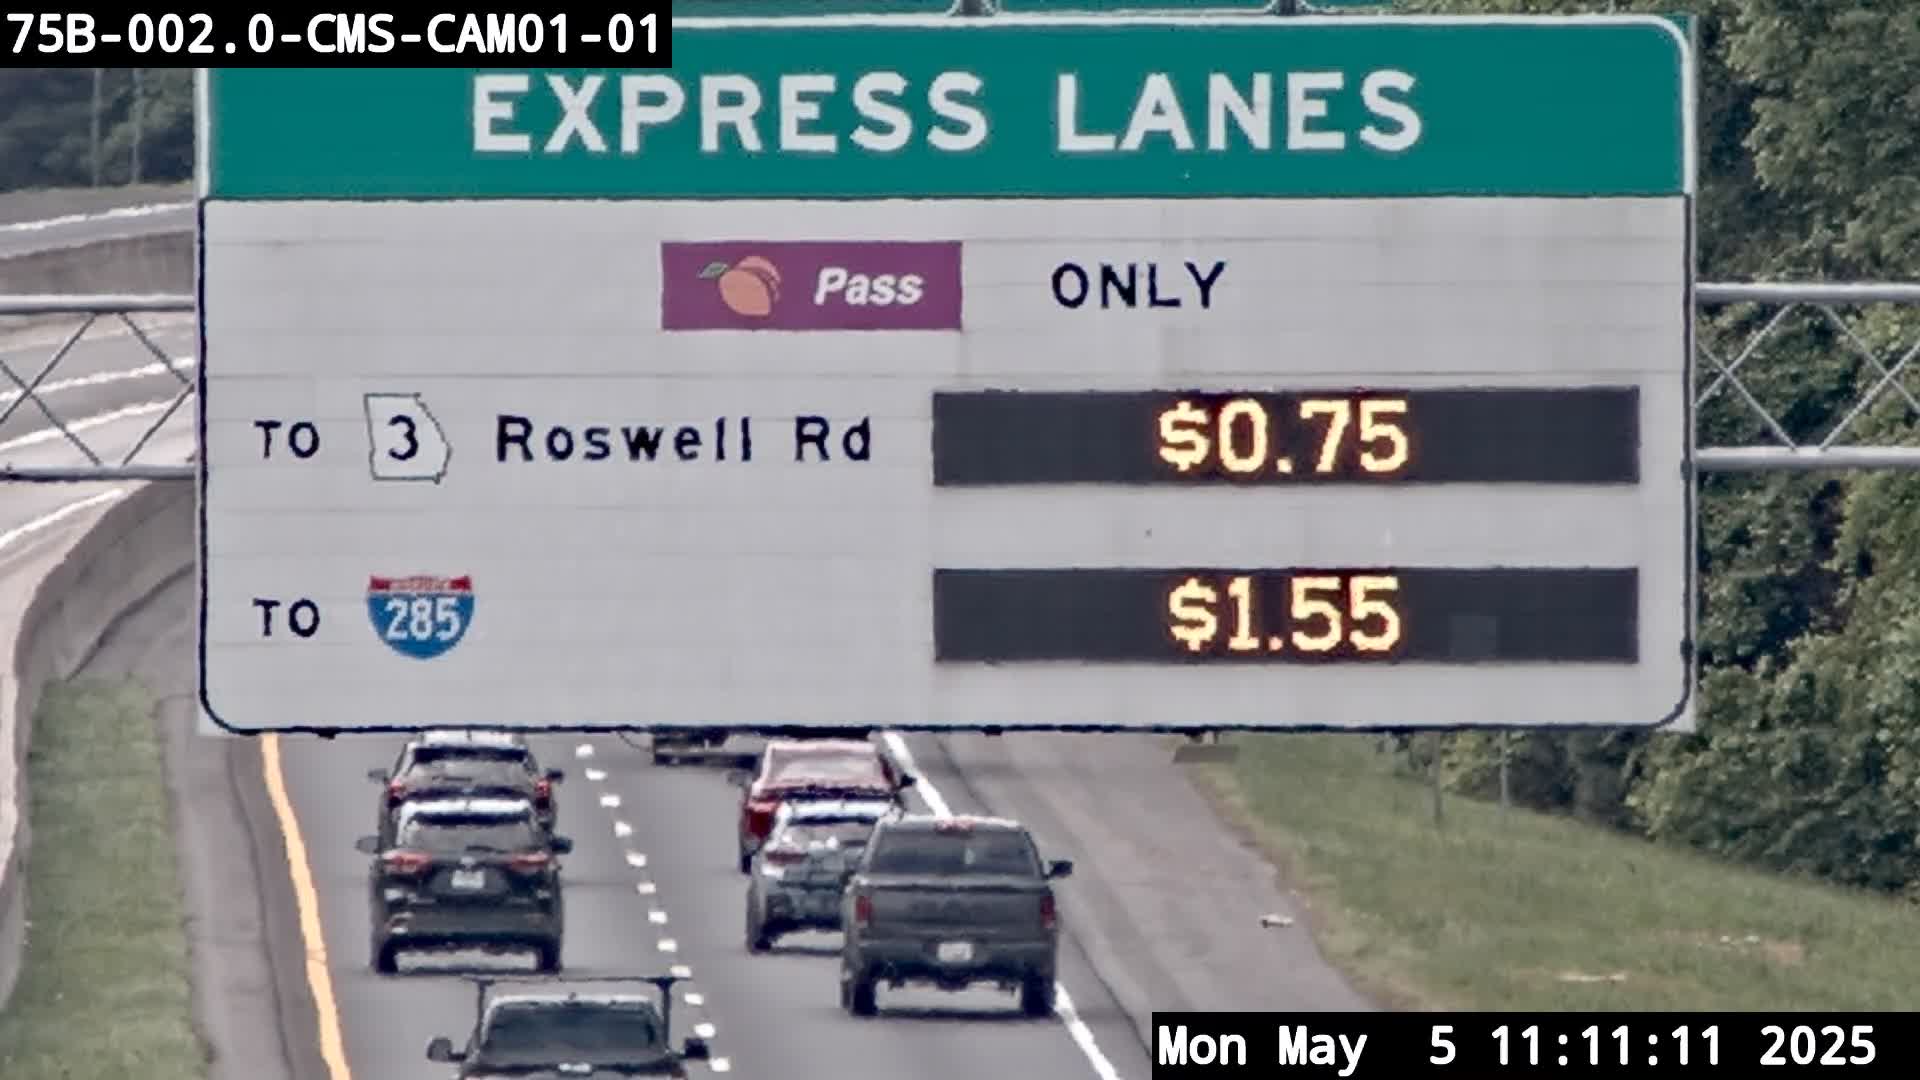 75B-002.0-CMS-CAM01-01
EXPRESS LANES
Pass ONLY
TO 3 Roswell Rd $0.75
TO 285 $1.55
Mon May 5 11:11:11 2025